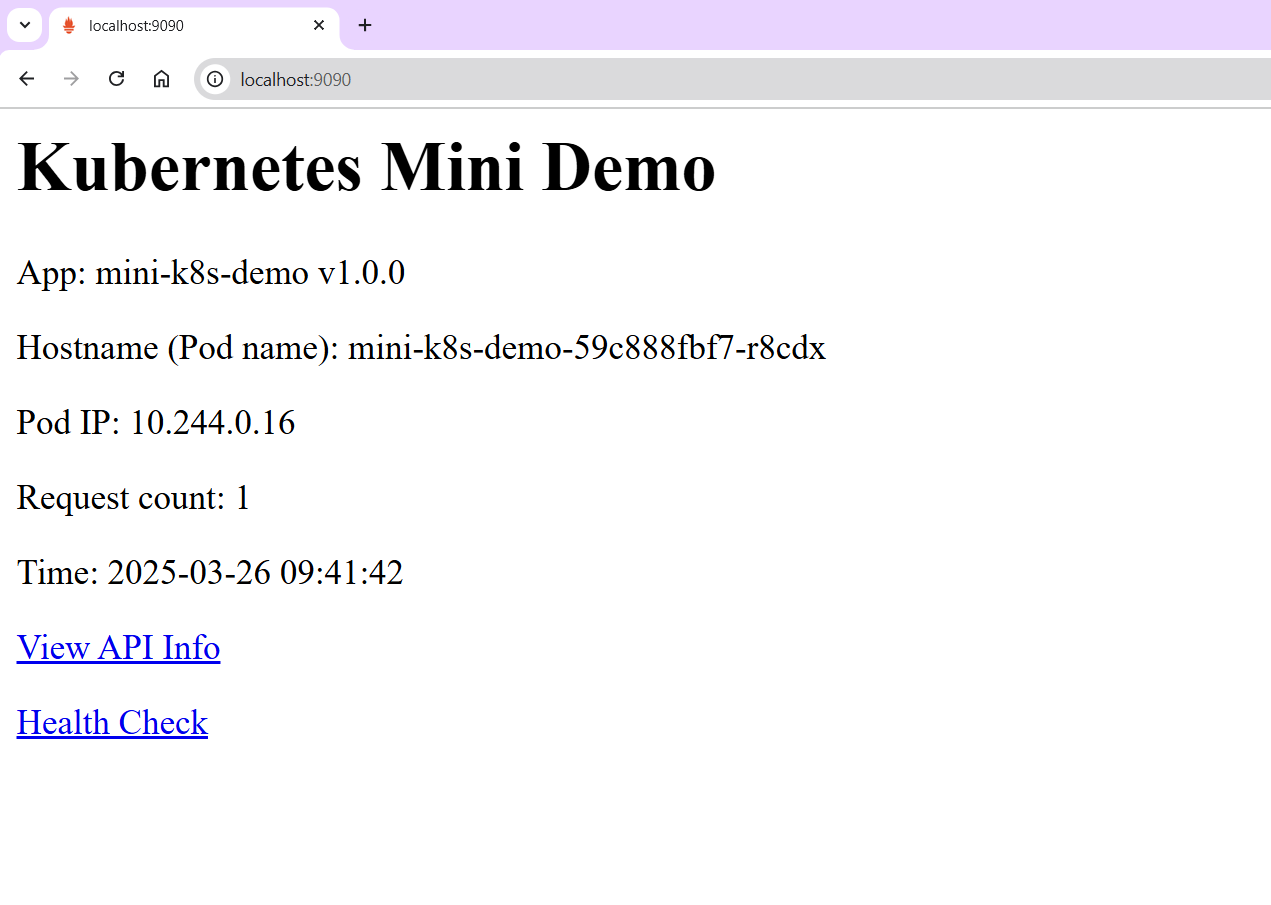 localhost:9090
localhost:9090
Kubernetes Mini Demo
App: mini-k8s-demo v1.0.0
Hostname (Pod name): mini-k8s-demo-59c888fbf7-r8cdx
Pod IP: 10.244.0.16
Request count: 1
Time: 2025-03-26 09:41:42
View API Info
Health Check